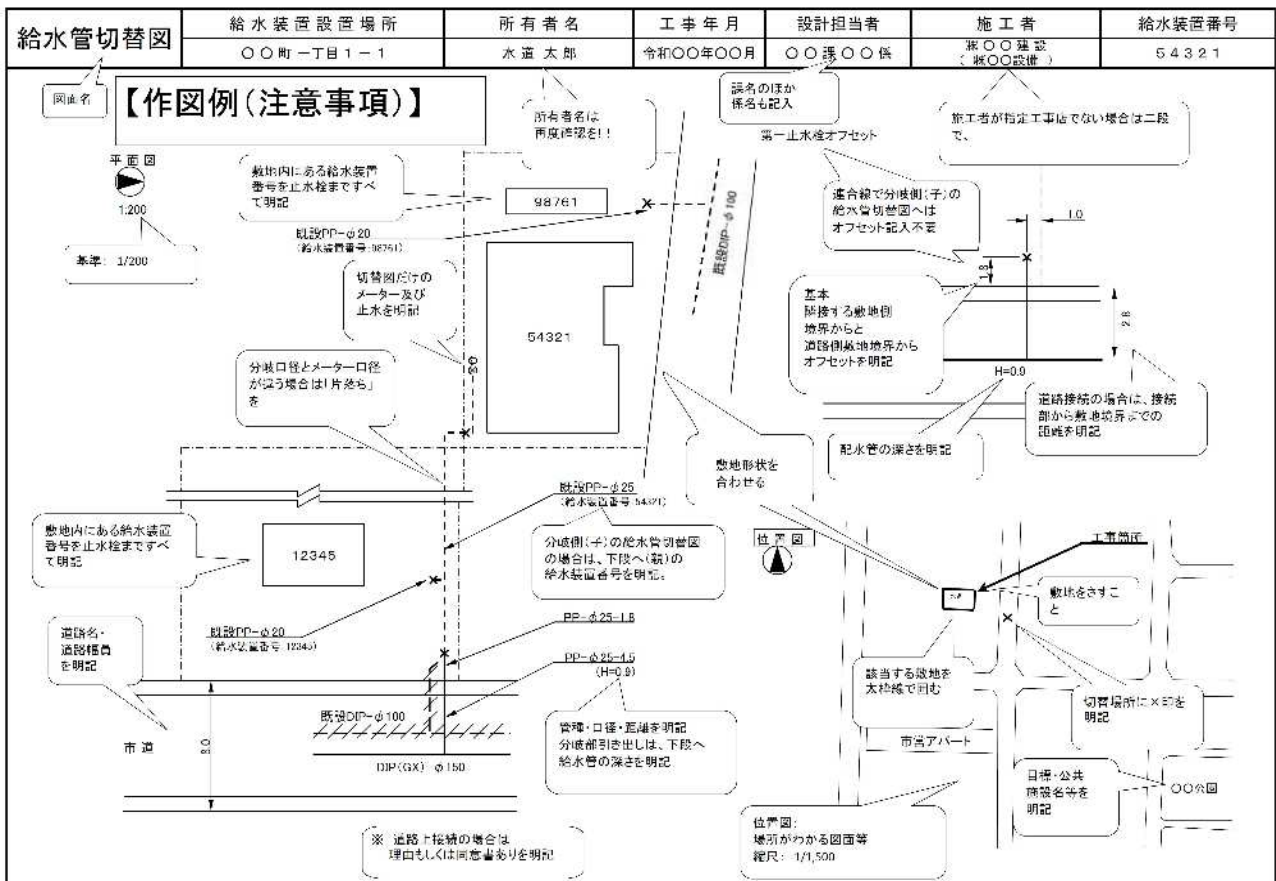 給水管切替図
給水装置設置場所
〇〇町一丁目1-1
所有者名
水道 太郎
工事年月
令和〇〇年〇〇月
設計担当者
〇〇課〇〇係
施工者
㈱〇〇建設
(㈱〇〇設備)
給水装置番号
54321
図面名
【作図例(注意事項)】
所有者名は
再度確認を!!
課名のほか
係名も記入
施工者が指定工事店でない場合は二段
で、
平面図
1:200
基準: 1/200
敷地内にある給水装置
番号を止水栓まですべ
て明記
98761
既設PP-φ20
(給水装置番号:98761)
既設DIP-φ100
第一止水栓オフセット
連合線で分岐側(子)の
給水管切替図へは
オフセット記入不要
1.0
1.8
2.8
H=0.9
基本
隣接する敷地側
境界からと
道路側敷地境界から
オフセットを明記
道路接続の場合は、接続
部から敷地境界までの
距離を明記
配水管の深さを明記
切替図だけの
メーター及び
止水を明記
54321
分岐口径とメーター口径
が違う場合は「片落ち」
を
敷地形状を
合わせる
既設PP-φ25
(給水装置番号:54321)
分岐側(子)の給水管切替図
の場合は、下段へ(親)の
給水装置番号を明記。
敷地内にある給水装置
番号を止水栓まですべ
て明記
12345
既設PP-φ20
(給水装置番号:12345)
PP-φ25-1.8
PP-φ25-4.5
(H=0.9)
道路名・
道路幅員
を明記
既設DIP-φ100
市道
8.0
DIP(GX) φ150
管種・口径・距離を明記
分岐部引き出しは、下段へ
給水管の深さを明記
※ 道路上接続の場合は
理由もしくは同意書ありを明記
位置図
工事箇所
敷地をさすこ
と
該当する敷地を
太枠線で囲む
切替場所に×印を
明記
市営アパート
目標・公共
施設名等を
明記
〇〇公園
位置図:
場所がわかる図面等
縮尺: 1/1,500